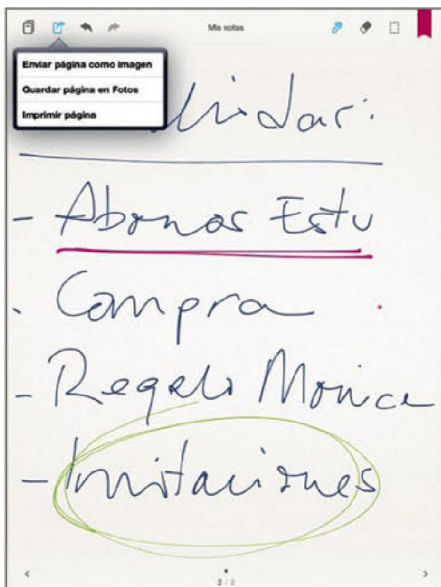 Mis notas
Enviar página como imagen
Guardar página en Fotos
Imprimir página
- Abonos Estu
- Compra
- Regalo Monica
- Invitaciones
2 / 2